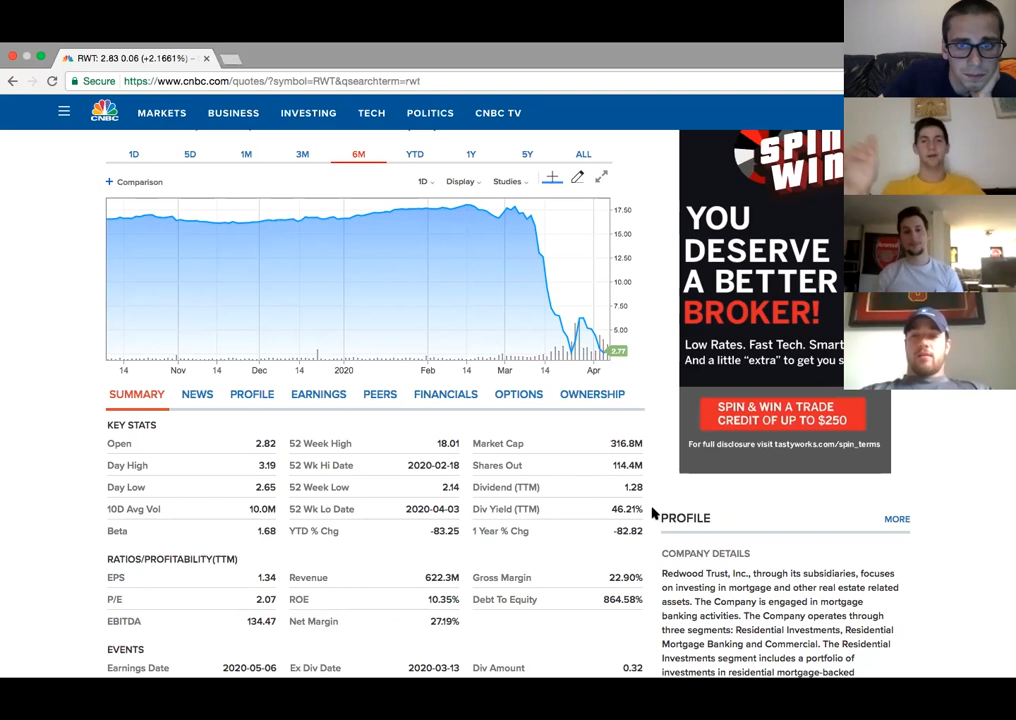 RWT: 2.83 0.06 (+2.1661%) –
Secure https://www.cnbc.com/quotes/?symbol=RWT&qsearchterm=rwt
CNBC MARKETS BUSINESS INVESTING TECH POLITICS CNBC TV
1D 5D 1M 3M 6M YTD 1Y 5Y ALL
+ Comparison 1D Display Studies
17.50
15.00
12.50
10.00
7.50
5.00
2.77
14 Nov Dec 2020 Feb 14 Mar 14 Apr
SUMMARY NEWS PROFILE EARNINGS PEERS FINANCIALS OPTIONS OWNERSHIP
KEY STATS
Open 2.82 52 Week High 18.01 Market Cap 316.8M
Day High 3.19 52 Wk Hi Date 2020-02-18 Shares Out 114.4M
Day Low 2.65 52 Week Low 2.14 Dividend (TTM) 1.28
10D Avg Vol 10.0M 52 Wk Lo Date 2020-04-03 Div Yield (TTM) 46.21%
Beta 1.68 YTD % Chg -83.25 1 Year % Chg -82.82
RATIOS/PROFITABILITY(TTM)
EPS 1.34 Revenue 622.3M Gross Margin 22.90%
P/E 2.07 ROE 10.35% Debt To Equity 864.58%
EBITDA 134.47 Net Margin 27.19%
EVENTS
Earnings Date 2020-05-06 Ex Div Date 2020-03-13 Div Amount 0.32
SPIN
WIN
YOU
DESERVE
A BETTER
BROKER!
Low Rates. Fast Tech. Smart
And a little “extra” to get you s
SPIN & WIN A TRADE
CREDIT OF UP TO $250
For full disclosure visit tastyworks.com/spin_terms
PROFILE MORE
COMPANY DETAILS
Redwood Trust, Inc., through its subsidiaries, focuses
on investing in mortgage and other real estate related
assets. The Company is engaged in mortgage
banking activities. The Company operates through
three segments: Residential Investments, Residential
Mortgage Banking and Commercial. The Residential
Investments segment includes a portfolio of
investments in residential mortgage-backed